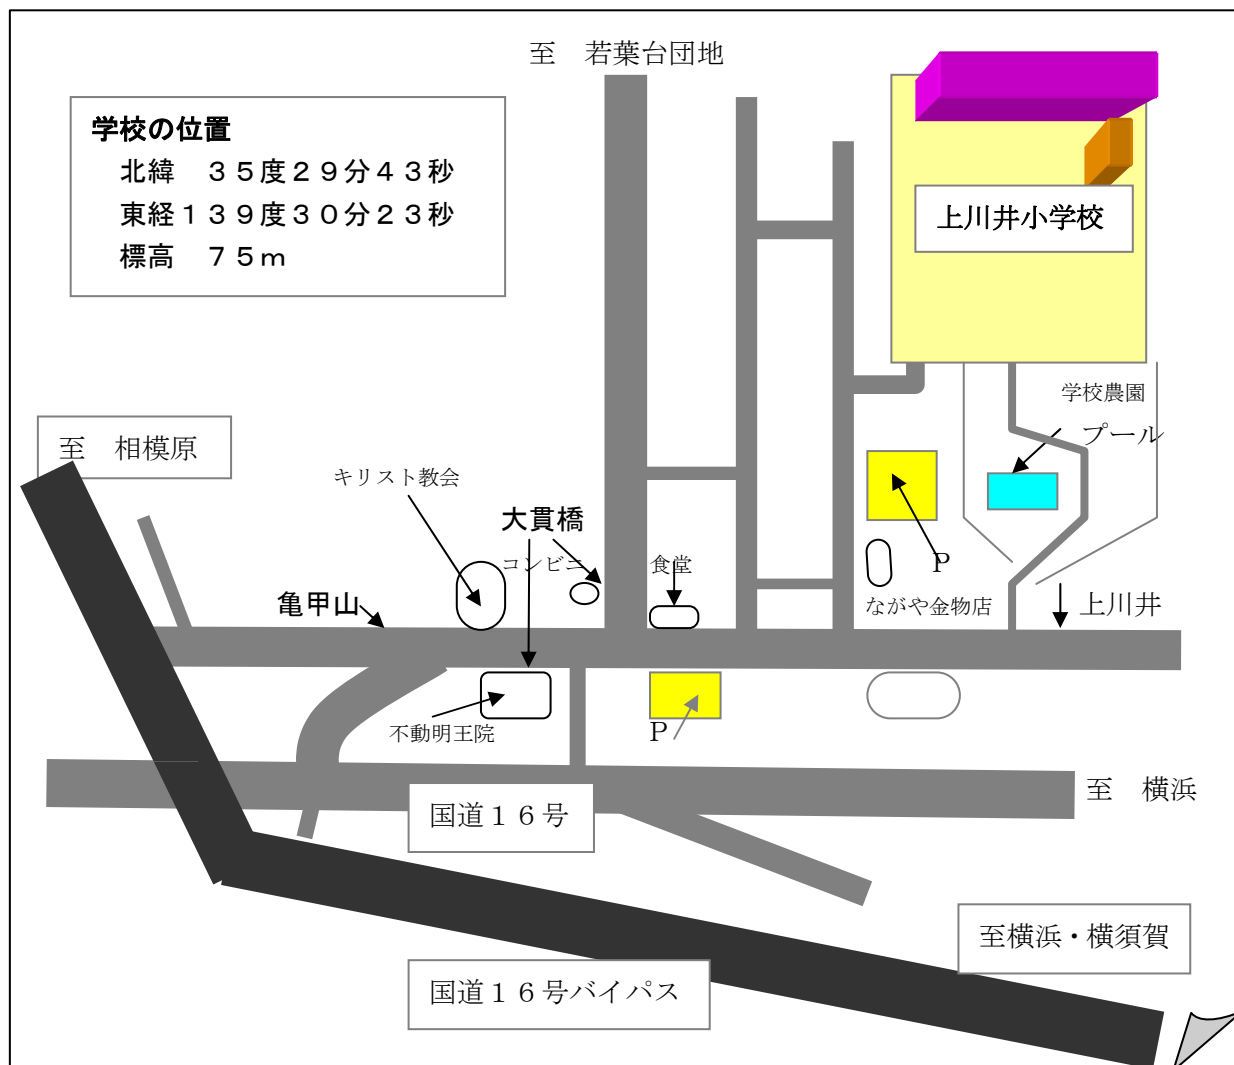 至　若葉台団地
学校の位置
北緯　３５度２９分４３秒
東経１３９度３０分２３秒
標高　７５ｍ
上川井小学校
学校農園
プール
至　相模原
キリスト教会
大貫橋
コンビニ
食堂
P
亀甲山
ながや金物店
上川井
不動明王院
P
至　横浜
国道１６号
至横浜・横須賀
国道１６号バイパス